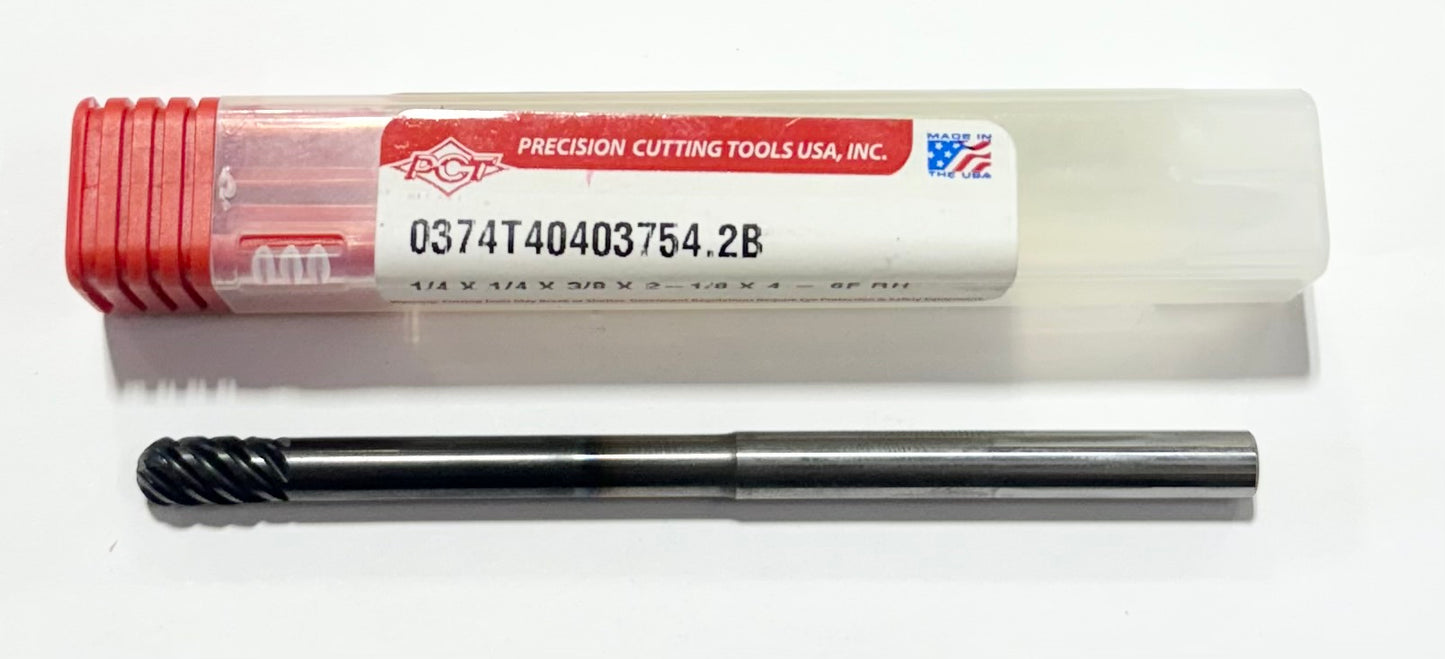 PCT
PRECISION CUTTING TOOLS USA, INC.
MADE IN
THE USA
0374T40403754.2B
1/4 X 1/4 X 3/8 X 2-1/8 X 4 - 6F RH